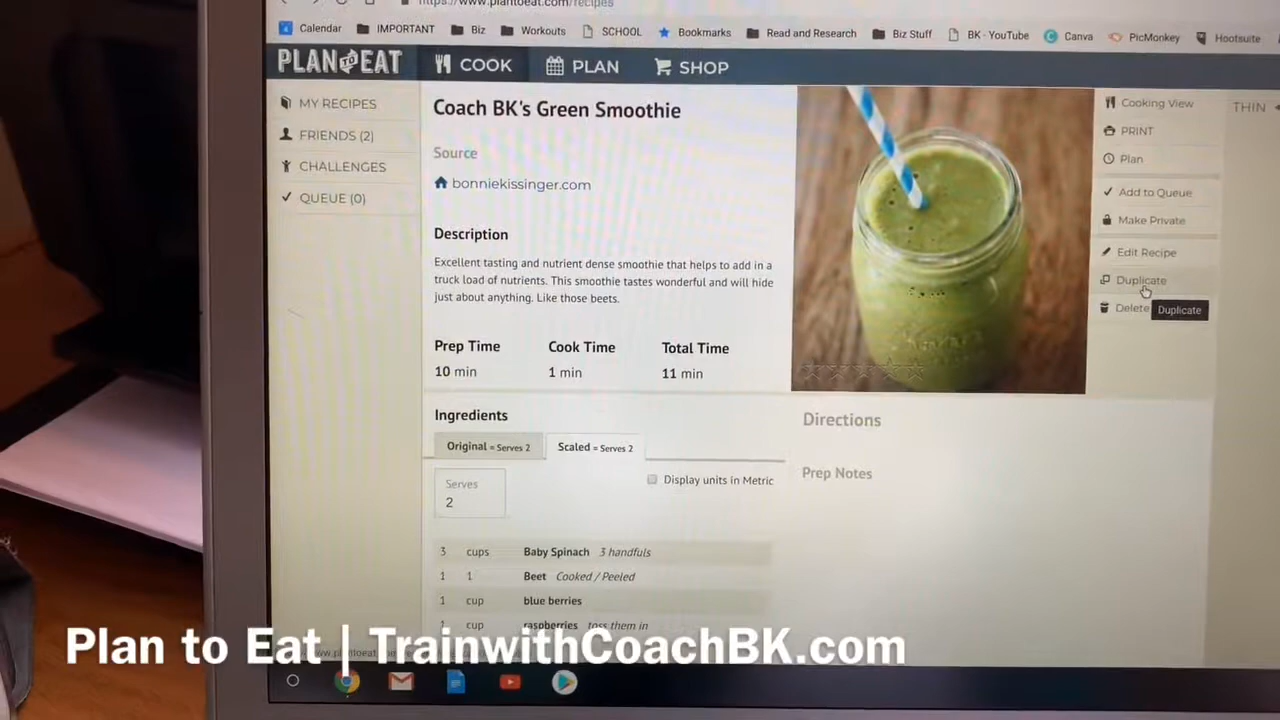 https://www.plantoeat.com/recipes
Calendar IMPORTANT Biz Workouts SCHOOL Bookmarks Read and Research Biz Stuff BK - YouTube Canva PicMonkey Hootsuite
PLAN TO EAT COOK PLAN SHOP
MY RECIPES
FRIENDS (2)
CHALLENGES
QUEUE (0)
Coach BK's Green Smoothie
Source
bonniekissinger.com
Description
Excellent tasting and nutrient dense smoothie that helps to add in a
truck load of nutrients. This smoothie tastes wonderful and will hide
just about anything. Like those beets.
Prep Time Cook Time Total Time
10 min 1 min 11 min
Cooking View
PRINT
Plan
Add to Queue
Make Private
Edit Recipe
Duplicate
Delete
Duplicate
THIN
Ingredients
Original = Serves 2 Scaled = Serves 2
Serves
2
Display units in Metric
3 cups Baby Spinach 3 handfuls
1 1 Beet Cooked / Peeled
1 cup blue berries
1 cup raspberries toss them in
Directions
Prep Notes
Plan to Eat | TrainwithCoachBK.com